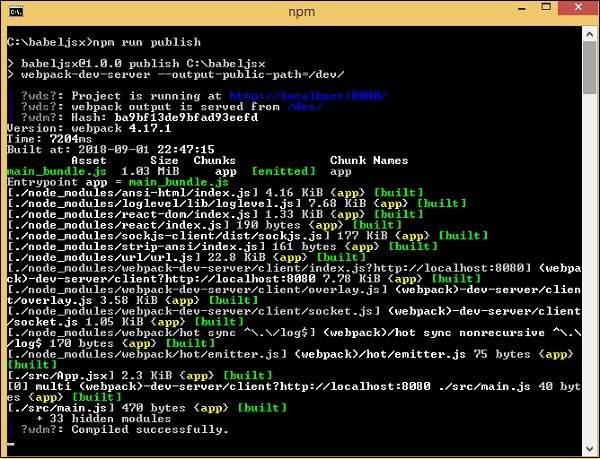 npm
C:\babeljsx>npm run publish
> babeljsx@1.0.0 publish C:\babeljsx
> webpack-dev-server --output-public-path=/dev/
?wds?: Project is running at http://localhost:8080/
?wds?: webpack output is served from /dev/
?wdm?: Hash: ba9bf13de9bfad93eefd
Version: webpack 4.17.1
Time: 7204ms
Built at: 2018-09-01 22:47:15
Asset Size Chunks Chunk Names
main_bundle.js 1.03 MiB app [emitted] app
Entrypoint app = main_bundle.js
[./node_modules/ansi-html/index.js] 4.16 KiB {app} [built]
[./node_modules/loglevel/lib/loglevel.js] 7.68 KiB {app} [built]
[./node_modules/react-dom/index.js] 1.33 KiB {app} [built]
[./node_modules/react/index.js] 190 bytes {app} [built]
[./node_modules/sockjs-client/dist/sockjs.js] 177 KiB {app} [built]
[./node_modules/strip-ansi/index.js] 161 bytes {app} [built]
[./node_modules/url/url.js] 22.8 KiB {app} [built]
[./node_modules/webpack-dev-server/client/index.js?http://localhost:8080] (webpa
ck)-dev-server/client?http://localhost:8080 7.78 KiB {app} [built]
[./node_modules/webpack-dev-server/client/overlay.js] (webpack)-dev-server/clien
t/overlay.js 3.58 KiB {app} [built]
[./node_modules/webpack-dev-server/client/socket.js] (webpack)-dev-server/client
/socket.js 1.05 KiB {app} [built]
[./node_modules/webpack/hot sync ^\.\/log$] (webpack)/hot sync nonrecursive ^\.\
/log$ 170 bytes {app} [built]
[./node_modules/webpack/hot/emitter.js] (webpack)/hot/emitter.js 75 bytes {app}
[built]
[./src/App.jsx] 2.3 KiB {app} [built]
[0] multi (webpack)-dev-server/client?http://localhost:8080 ./src/main.js 40 byt
es {app} [built]
[./src/main.js] 470 bytes {app} [built]
+ 33 hidden modules
?wdm?: Compiled successfully.